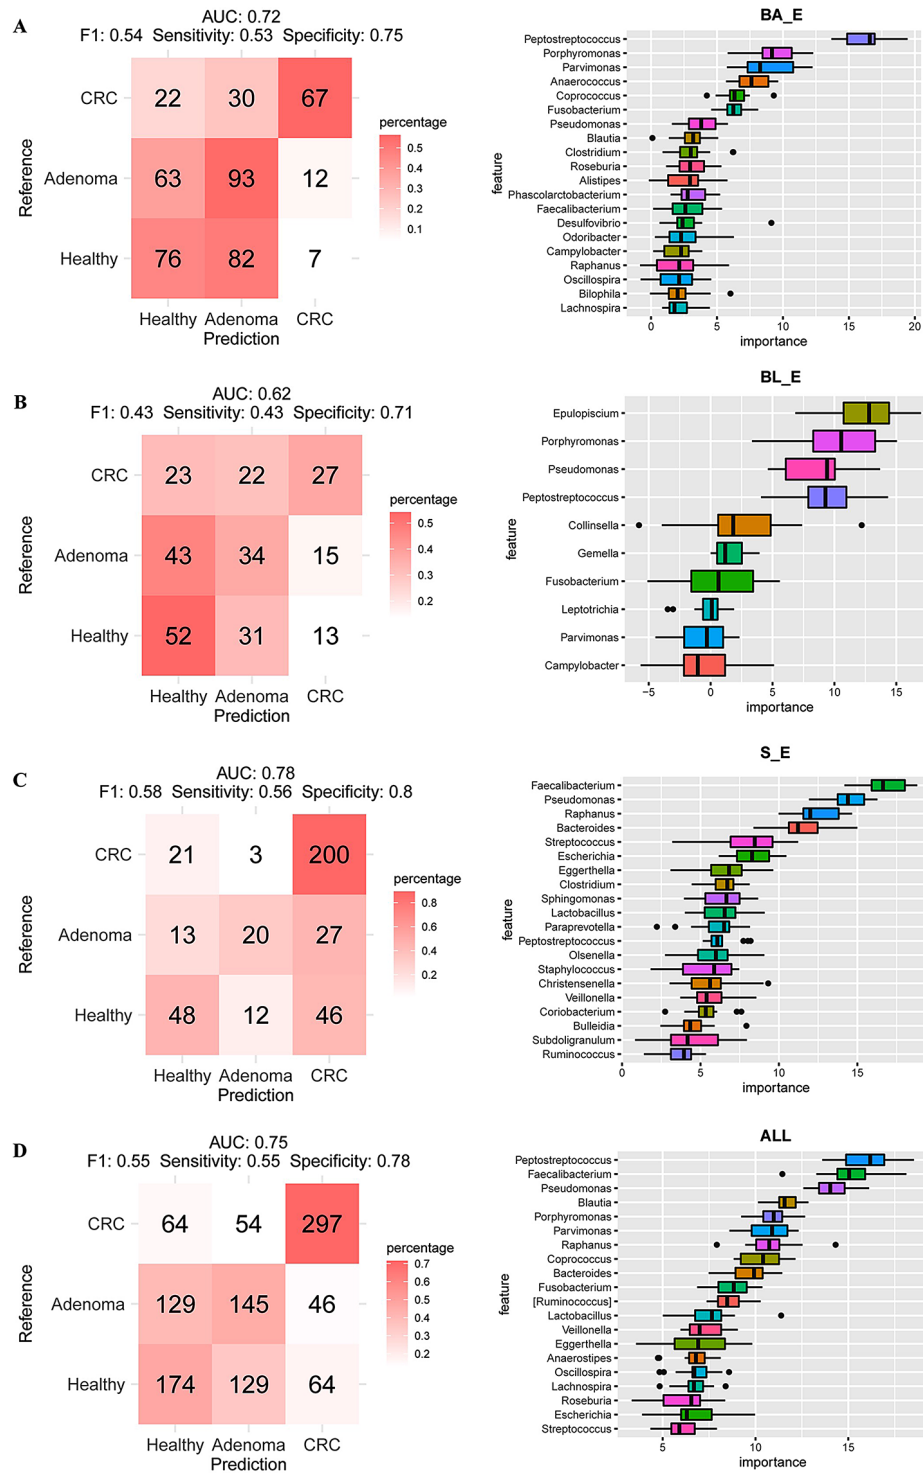 A
AUC: 0.72
F1: 0.54 Sensitivity: 0.53 Specificity: 0.75
Reference
CRC
22 30 67
Adenoma
63 93 12
Healthy
76 82 7
Healthy Adenoma CRC
Prediction
percentage
0.5
0.4
0.3
0.2
0.1
BA_E
feature
Peptostreptococcus
Porphyromonas
Parvimonas
Anaerococcus
Coprococcus
Fusobacterium
Pseudomonas
Blautia
Clostridium
Roseburia
Alistipes
Phascolarctobacterium
Faecalibacterium
Desulfovibrio
Odoribacter
Campylobacter
Raphanus
Oscillospira
Bilophila
Lachnospira
0 5 10 15 20
importance
B
AUC: 0.62
F1: 0.43 Sensitivity: 0.43 Specificity: 0.71
Reference
CRC
23 22 27
Adenoma
43 34 15
Healthy
52 31 13
Healthy Adenoma CRC
Prediction
percentage
0.5
0.4
0.3
0.2
BL_E
feature
Epulopiscium
Porphyromonas
Pseudomonas
Peptostreptococcus
Collinsella
Gemella
Fusobacterium
Leptotrichia
Parvimonas
Campylobacter
−5 0 5 10 15
importance
C
AUC: 0.78
F1: 0.58 Sensitivity: 0.56 Specificity: 0.8
Reference
CRC
21 3 200
Adenoma
13 20 27
Healthy
48 12 46
Healthy Adenoma CRC
Prediction
percentage
0.8
0.6
0.4
0.2
S_E
feature
Faecalibacterium
Pseudomonas
Raphanus
Bacteroides
Streptococcus
Escherichia
Eggerthella
Clostridium
Sphingomonas
Lactobacillus
Paraprevotella
Peptostreptococcus
Olsenella
Staphylococcus
Christensenella
Veillonella
Coriobacterium
Bulleidia
Subdoligranulum
Ruminococcus
0 5 10 15
importance
D
AUC: 0.75
F1: 0.55 Sensitivity: 0.55 Specificity: 0.78
Reference
CRC
64 54 297
Adenoma
129 145 46
Healthy
174 129 64
Healthy Adenoma CRC
Prediction
percentage
0.7
0.6
0.5
0.4
0.3
0.2
ALL
feature
Peptostreptococcus
Faecalibacterium
Pseudomonas
Blautia
Porphyromonas
Parvimonas
Raphanus
Coprococcus
Bacteroides
Fusobacterium
[Ruminococcus]
Lactobacillus
Veillonella
Eggerthella
Anaerostipes
Oscillospira
Lachnospira
Roseburia
Escherichia
Streptococcus
5 10 15
importance